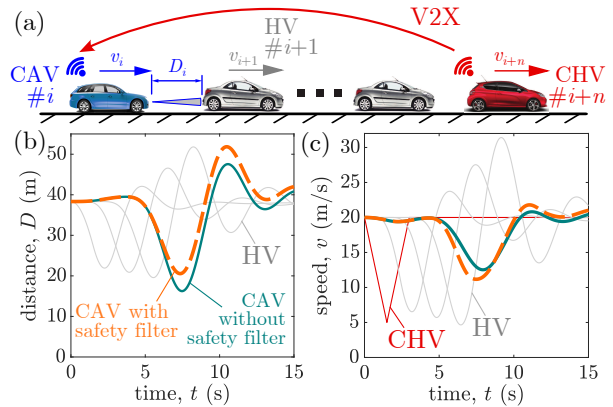 (a)
V2X
CAV
#i
v_i
D_i
HV
#i+1
v_{i+1}
v_{i+n}
CHV
#i+n
(b)
distance, D (m)
60
50
40
30
20
10
0
HV
CAV with
safety filter
CAV
without
safety filter
0
5
10
15
time, t (s)
(c)
speed, v (m/s)
35
30
25
20
15
10
5
0
CHV
HV
0
5
10
15
time, t (s)